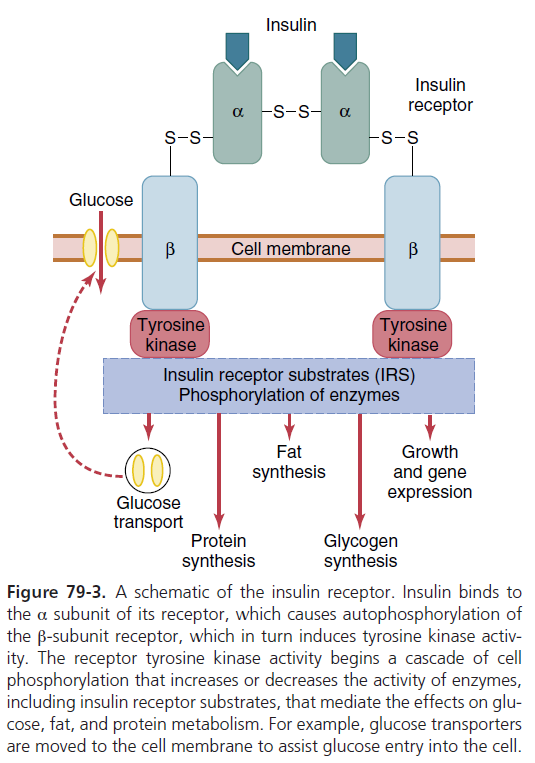 Insulin
Insulin
receptor
α
-S-S-
α
S-S-
-S-S
Glucose
β
Cell membrane
β
Tyrosine
kinase
Tyrosine
kinase
Insulin receptor substrates (IRS)
Phosphorylation of enzymes
Glucose
transport
Protein
synthesis
Fat
synthesis
Glycogen
synthesis
Growth
and gene
expression
Figure 79-3. A schematic of the insulin receptor. Insulin binds to
the α subunit of its receptor, which causes autophosphorylation of
the β-subunit receptor, which in turn induces tyrosine kinase activ-
ity. The receptor tyrosine kinase activity begins a cascade of cell
phosphorylation that increases or decreases the activity of enzymes,
including insulin receptor substrates, that mediate the effects on glu-
cose, fat, and protein metabolism. For example, glucose transporters
are moved to the cell membrane to assist glucose entry into the cell.